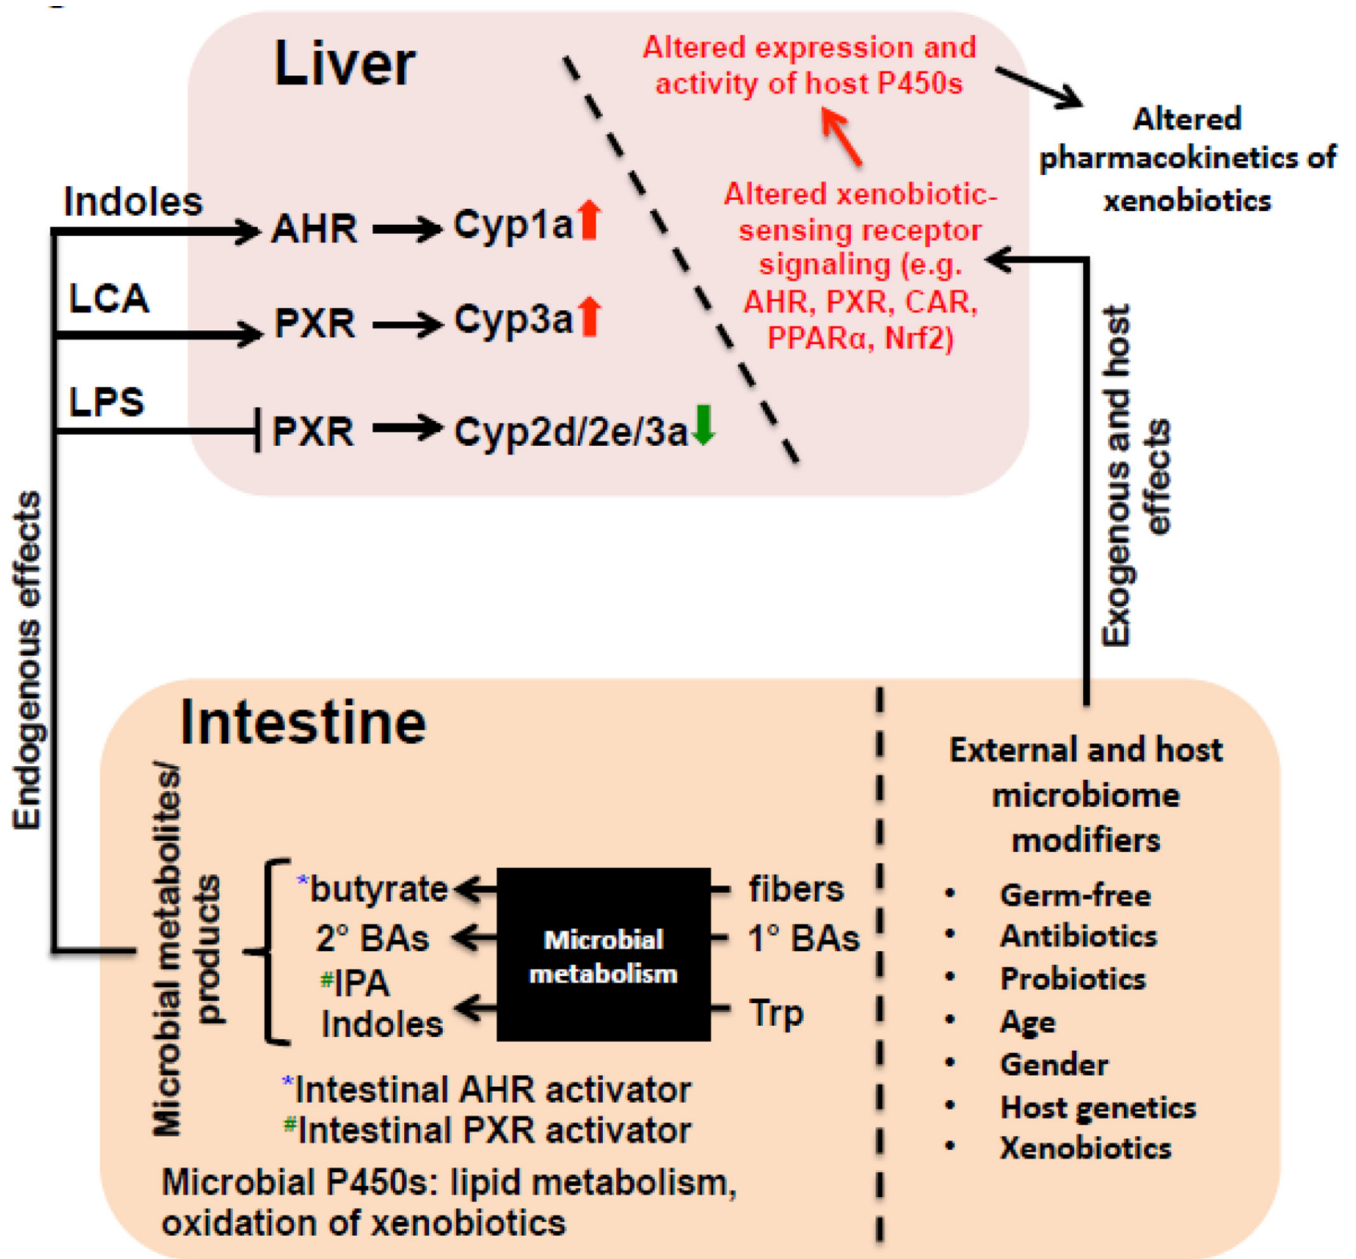 Liver
Altered expression and
activity of host P450s
Altered
pharmacokinetics of
xenobiotics
Altered xenobiotic-
sensing receptor
signaling (e.g.
AHR, PXR, CAR,
PPARα, Nrf2)
Indoles
AHR
Cyp1a
LCA
PXR
Cyp3a
LPS
PXR
Cyp2d/2e/3a
Endogenous effects
Exogenous and host
effects
Intestine
Microbial metabolites/
products
*butyrate
2° BAs
#IPA
Indoles
Microbial
metabolism
fibers
1° BAs
Trp
*Intestinal AHR activator
#Intestinal PXR activator
Microbial P450s: lipid metabolism,
oxidation of xenobiotics
External and host
microbiome
modifiers
• Germ-free
• Antibiotics
• Probiotics
• Age
• Gender
• Host genetics
• Xenobiotics